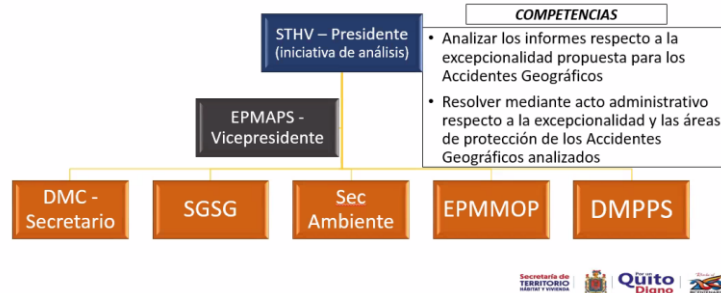 STHV – Presidente
(iniciativa de análisis)
COMPETENCIAS
• Analizar los informes respecto a la
excepcionalidad propuesta para los
Accidentes Geográficos
• Resolver mediante acto administrativo
respecto a la excepcionalidad y las áreas
de protección de los Accidentes
Geográficos analizados
EPMAPS -
Vicepresidente
DMC -
Secretario
SGSG
Sec
Ambiente
EPMMOP
DMPPS
Secretaría de
TERRITORIO
HÁBITAT Y VIVIENDA
Por un
Quito
Digno